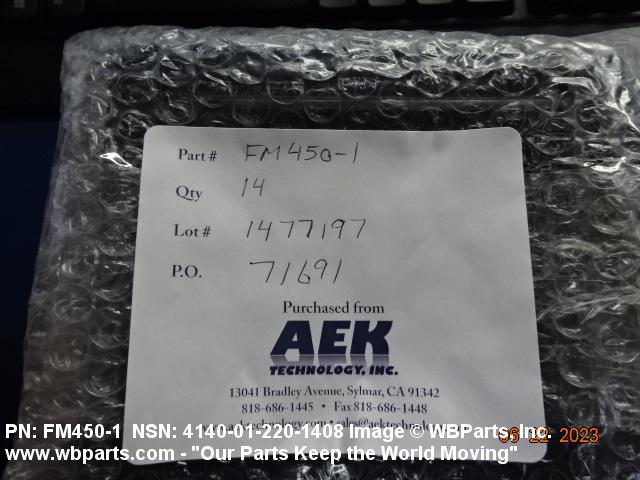 Part # FM450-1
Qty 14
Lot # 1477197
P.O. 71691
Purchased from
AEK
TECHNOLOGY, INC.
13041 Bradley Avenue, Sylmar, CA 91342
818-686-1445 • Fax 818-686-1448
PN: FM450-1 NSN: 4140-01-220-1408 Image © WBParts, Inc.
22 2023
www.wbparts.com - "Our Parts Keep the World Moving"